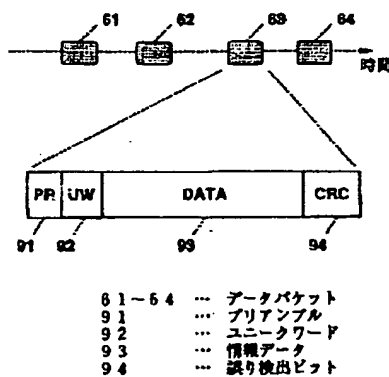 61 62 63 64
時間
PR UW DATA CRC
91 92 93 94
61~64 … データパケット
91 … プリアンブル
92 … ユニークワード
93 … 情報データ
94 …誤り検出ビット